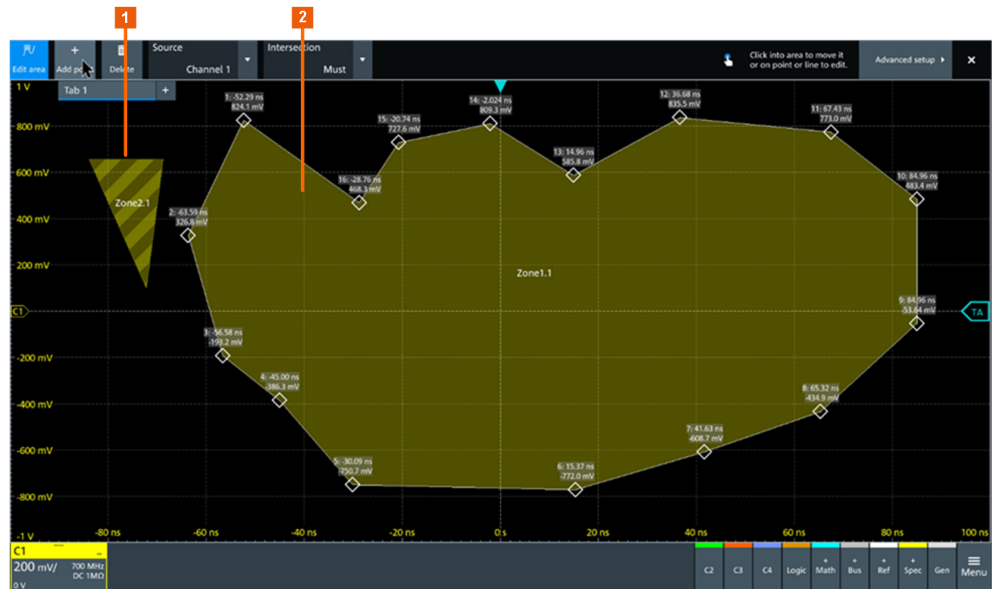 1
2
Edit area
Add po
Delete
Source
Channel 1
Intersection
Must
Click into area to move it
or on point or line to edit.
Advanced setup
Tab 1
+
1 V
800 mV
600 mV
400 mV
200 mV
C1
-200 mV
-400 mV
-600 mV
-800 mV
-1 V
1: -52.29 ns
824.1 mV
14: -2.024 ns
809.3 mV
12: 36.68 ns
835.5 mV
11: 67.43 ns
773.0 mV
15: -20.74 ns
727.6 mV
13: 14.96 ns
585.8 mV
16: -28.76 ns
468.3 mV
10: 84.96 ns
483.4 mV
Zone2.1
2: -63.59 ns
326.8 mV
Zone1.1
9: 84.96 ns
-53.64 mV
TA
3: -56.58 ns
-193.2 mV
4: -45.00 ns
-386.3 mV
8: 65.32 ns
-434.9 mV
7: 41.63 ns
-608.7 mV
5: -30.09 ns
-750.7 mV
6: 15.37 ns
-772.0 mV
-80 ns
-60 ns
-40 ns
-20 ns
0 s
20 ns
40 ns
60 ns
80 ns
100 ns
C1
200 mV/
700 MHz
DC 1MΩ
0 V
C2
C3
C4
Logic
Math
Bus
Ref
Spec
Gen
Menu